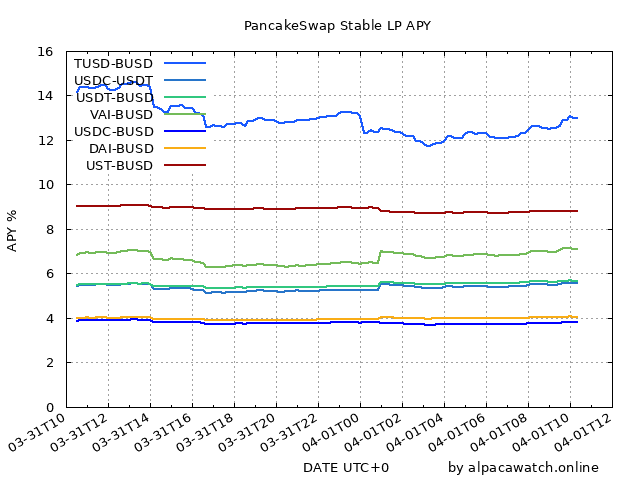 PancakeSwap Stable LP APY
TUSD-BUSD
USDC-USDT
USDT-BUSD
VAI-BUSD
USDC-BUSD
DAI-BUSD
UST-BUSD
APY %
16
14
12
10
8
6
4
2
0
03-31T10
03-31T12
03-31T14
03-31T16
03-31T18
03-31T20
03-31T22
04-01T00
04-01T02
04-01T04
04-01T06
04-01T08
04-01T10
04-01T12
DATE UTC+0
by alpacawatch.online